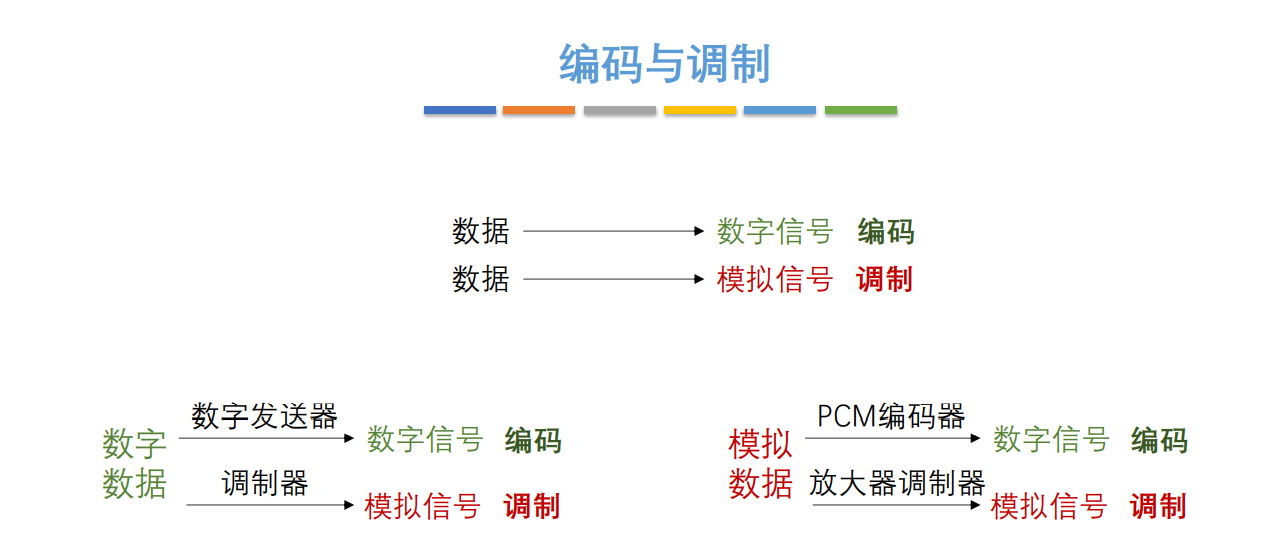 编码与调制
数据 数字信号 编码
数据 模拟信号 调制
数字
数据
数字发送器
数字信号 编码
调制器
模拟信号 调制
模拟
数据
PCM编码器
数字信号 编码
放大器调制器
模拟信号 调制